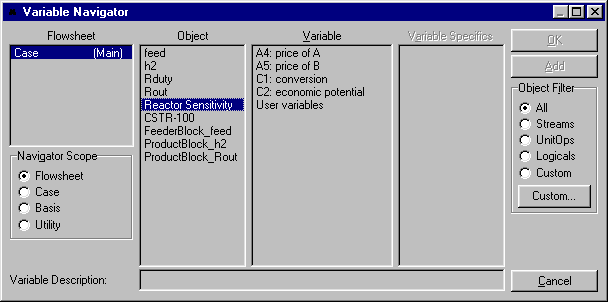 Variable Navigator
Flowsheet
Case (Main)
Navigator Scope
Flowsheet
Case
Basis
Utility
Object
feed
h2
Rduty
Rout
Reactor Sensitivity
CSTR-100
FeederBlock_feed
ProductBlock_h2
ProductBlock_Rout
Variable
A4: price of A
A5: price of B
C1: conversion
C2: economic potential
User variables
Variable Specifics
OK
Add
Object Filter
All
Streams
UnitOps
Logicals
Custom
Custom...
Variable Description:
Cancel